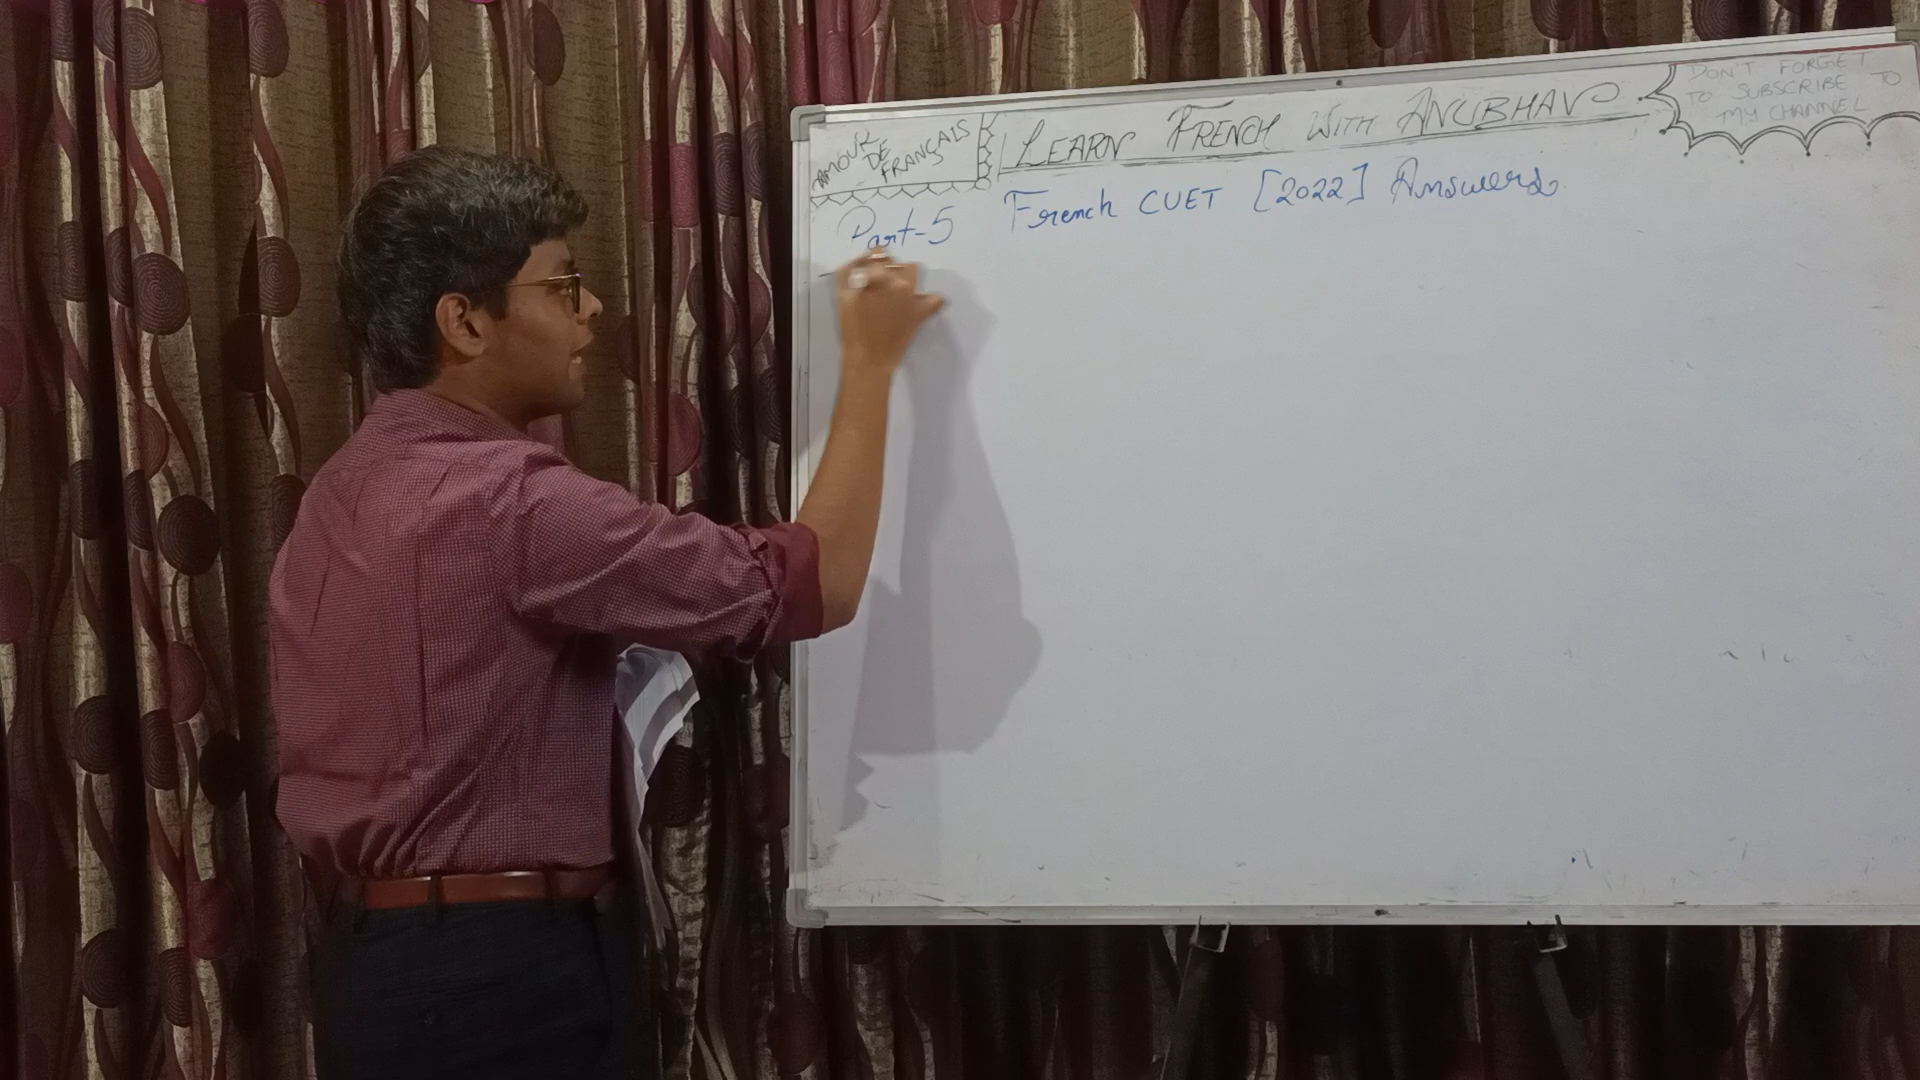 AMOUR
DE
FRANÇAIS
LEARN FRENCH WITH ANUBHAV
DON'T FORGET
TO SUBSCRIBE TO
MY CHANNEL
Part-5 French CUET [2022] Answers